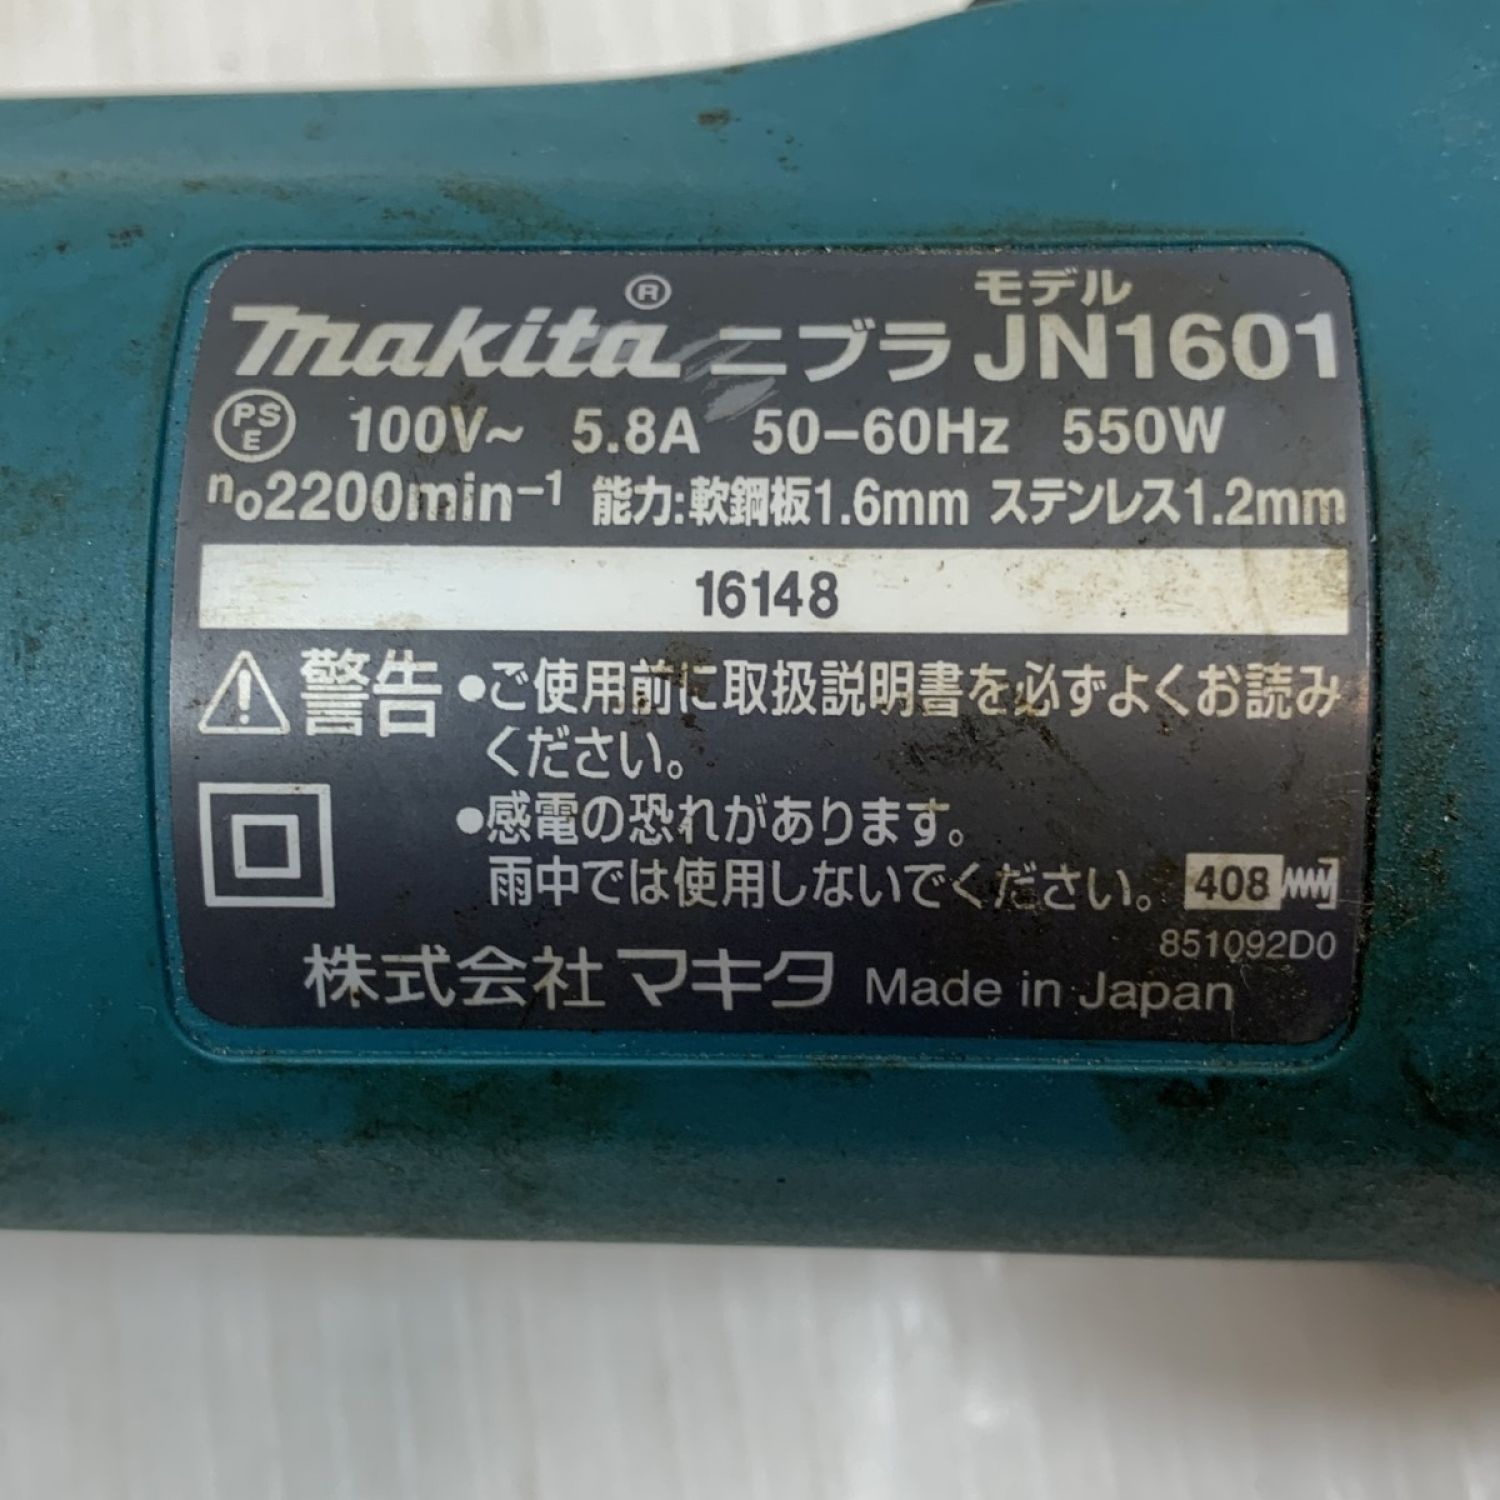 makita® ニブラ モデル JN1601
PSE 100V~ 5.8A 50-60Hz 550W
n₀2200min⁻¹ 能力:軟鋼板1.6mm ステンレス1.2mm
16148
警告 ●ご使用前に取扱説明書を必ずよくお読み
ください。
●感電の恐れがあります。
雨中では使用しないでください。 408
851092D0
株式会社マキタ Made in Japan